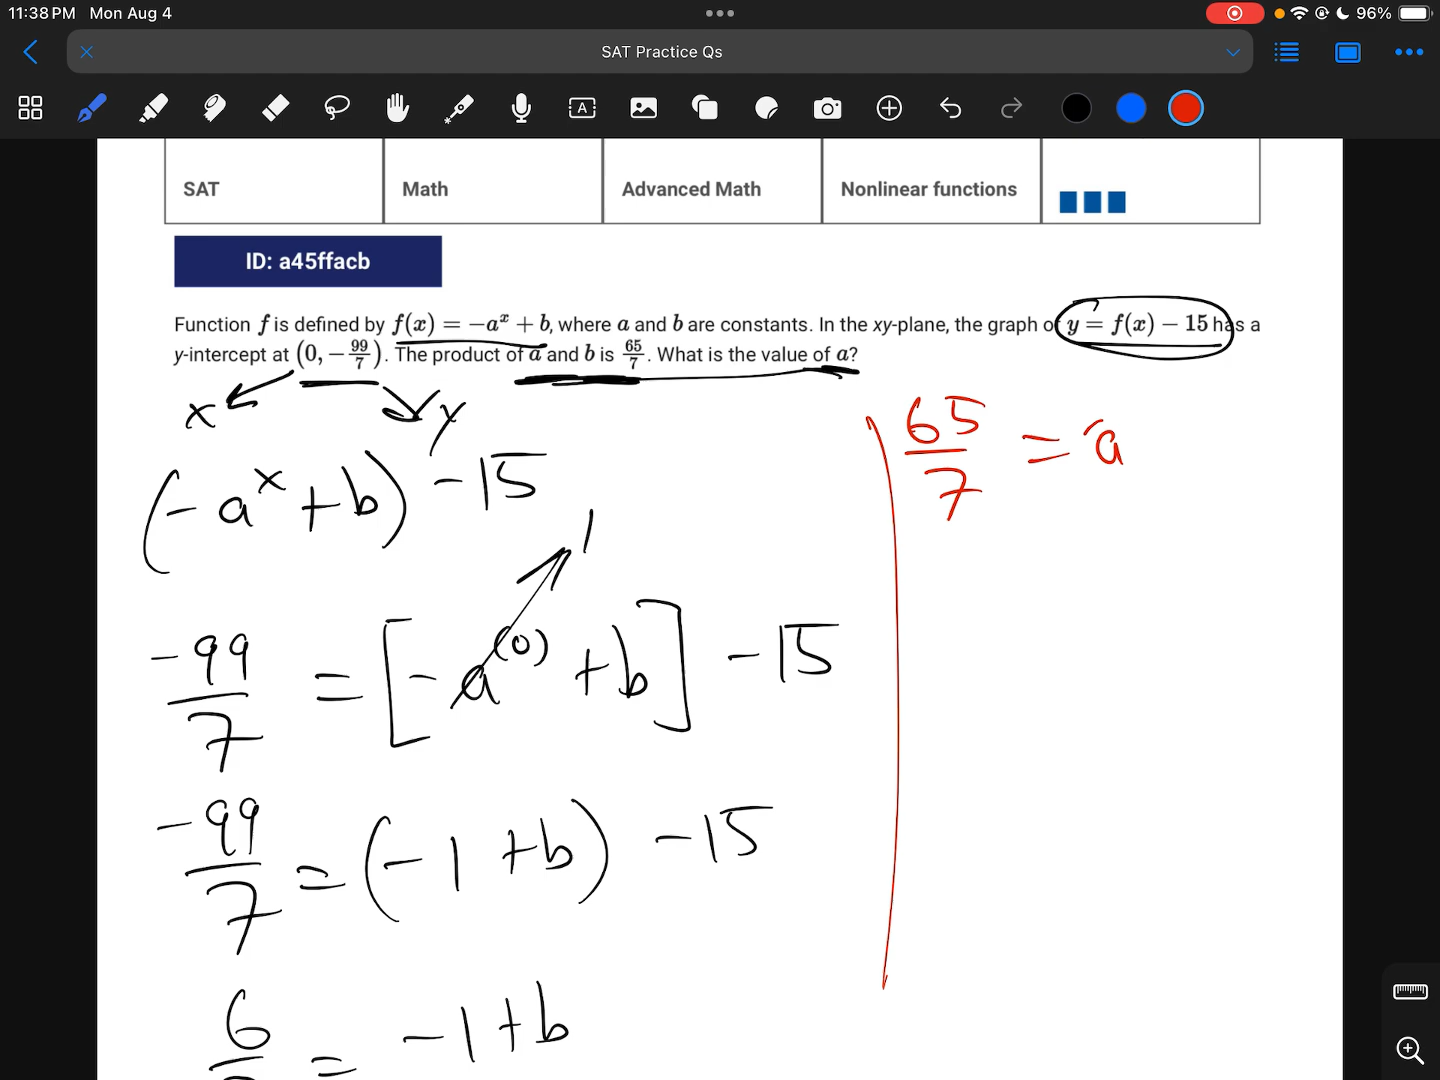 11:38 PM Mon Aug 4
96%
SAT Practice Qs
SAT Math Advanced Math Nonlinear functions
ID: a45ffacb
Function f is defined by f(x) = −aˣ + b, where a and b are constants. In the xy-plane, the graph of y = f(x) − 15 has a
y-intercept at (0, −99/7). The product of a and b is 65/7. What is the value of a?
x y
(-aˣ + b) - 15
-99/7 = [-a⁽⁰⁾ + b] - 15
1
-99/7 = (-1 + b) - 15
6 = -1 + b
65/7 = a